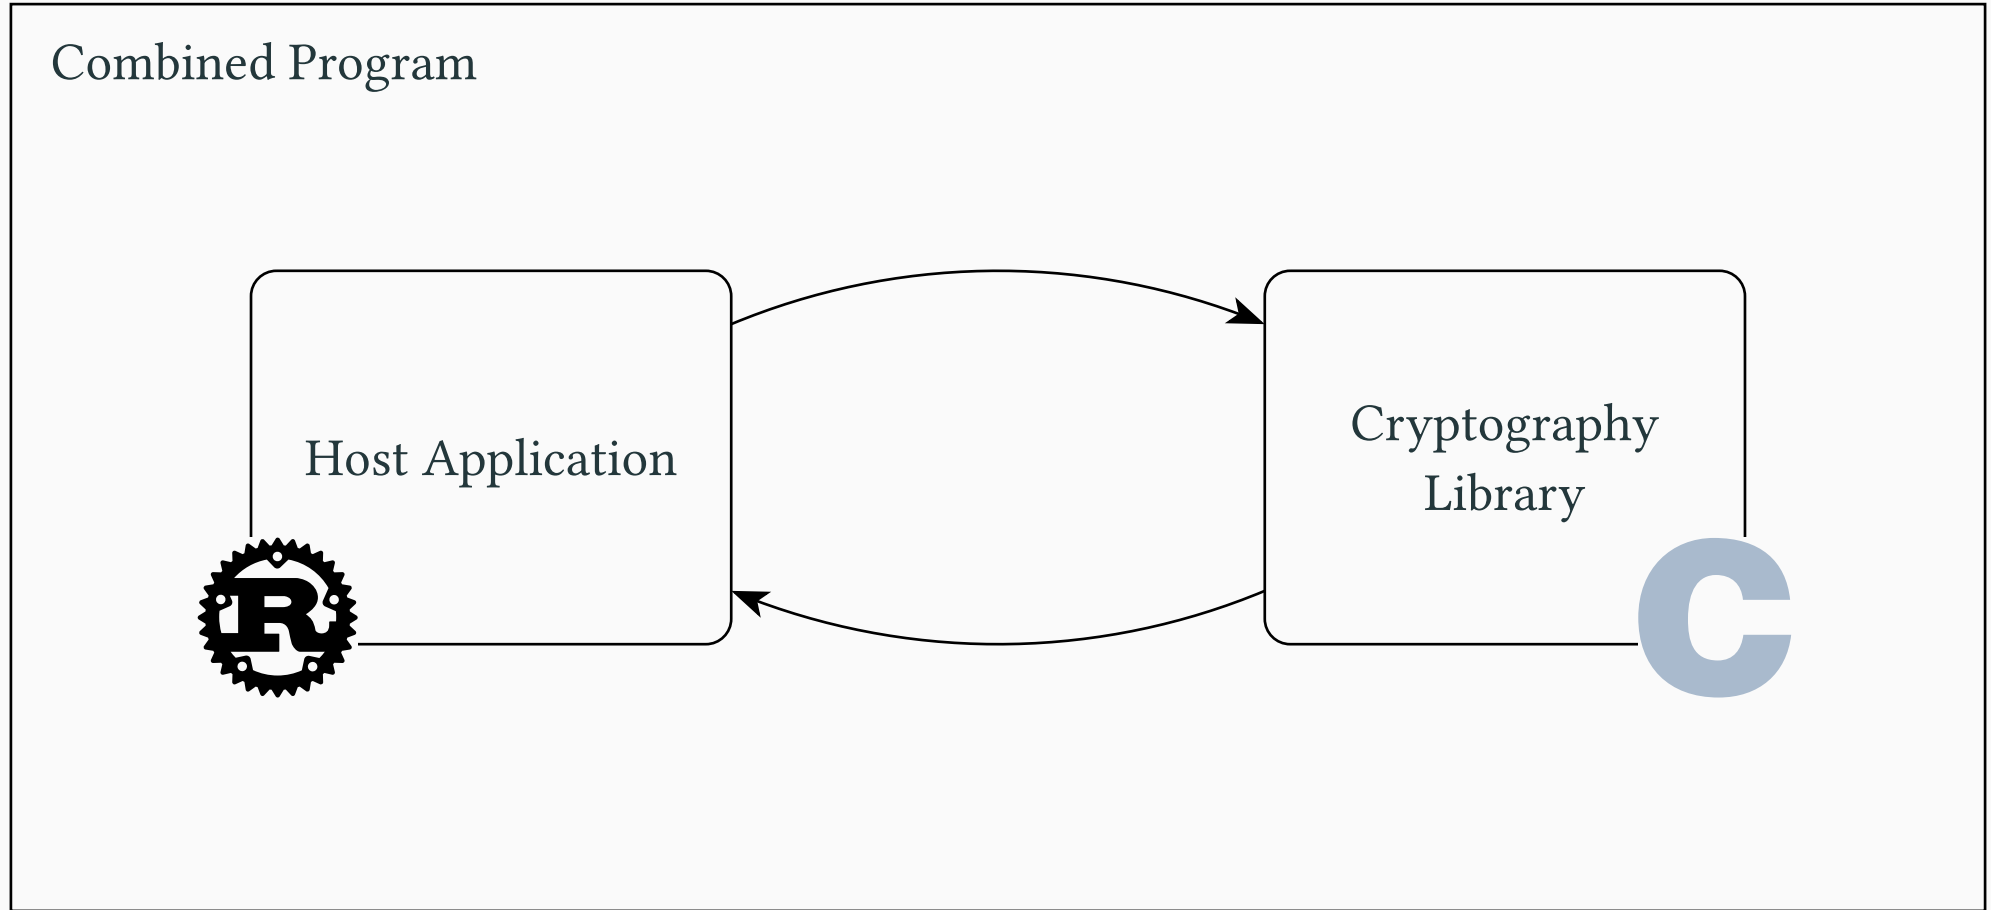 Combined Program
Host Application
Cryptography
Library
R
C